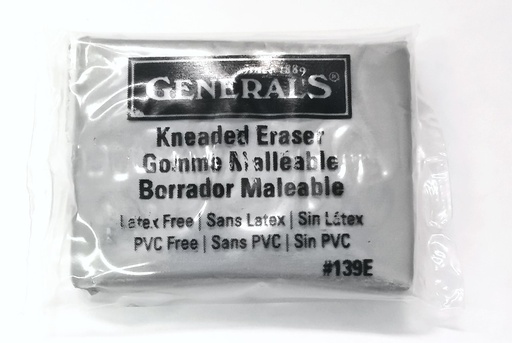 SINCE 1889
GENERAL'S®
Kneaded Eraser
Gomme Malléable
Borrador Maleable
Latex Free | Sans Latex | Sin Látex
PVC Free | Sans PVC | Sin PVC
#139E